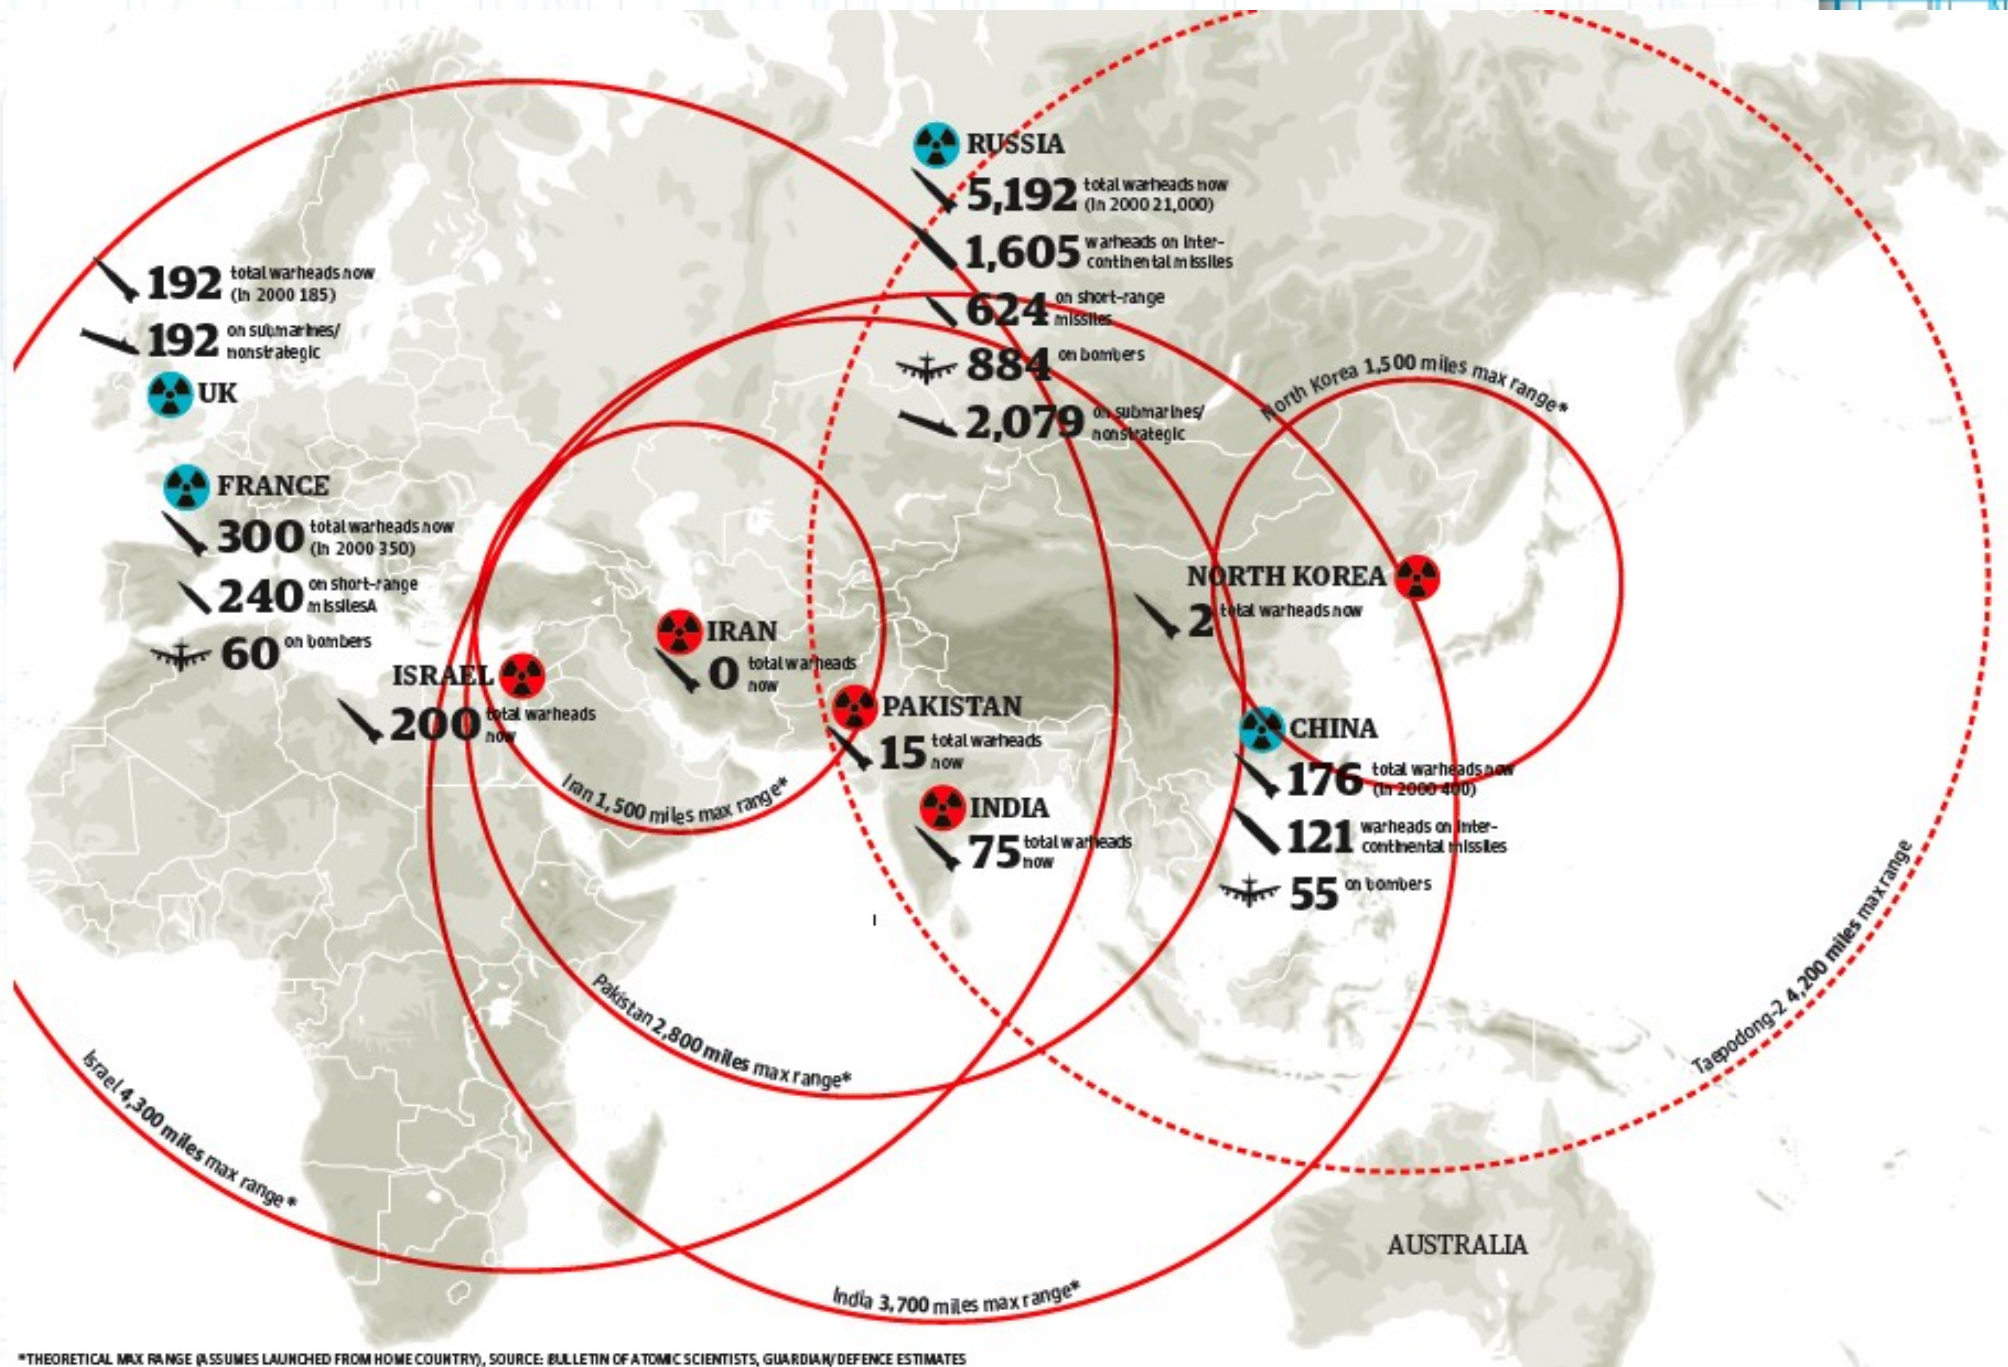 RUSSIA
5,192 total warheads now
(in 2000 21,000)
1,605 warheads on inter-
continental missiles
624 on short-range
missiles
884 on bombers
2,079 on submarines/
nonstrategic
192 total warheads now
(in 2000 185)
192 on submarines/
nonstrategic
UK
FRANCE
300 total warheads now
(in 2000 350)
240 on short-range
missilesA
60 on bombers
ISRAEL
200 total warheads
now
IRAN
0 total warheads
now
PAKISTAN
15 total warheads
now
INDIA
75 total warheads
now
NORTH KOREA
2 total warheads now
CHINA
176 total warheads now
(in 2000 400)
121 warheads on inter-
continental missiles
55 on bombers
North Korea 1,500 miles max range*
Iran 1,500 miles max range*
Pakistan 2,800 miles max range*
Israel 4,300 miles max range*
India 3,700 miles max range*
Taepodong-2 4,200 miles max range
AUSTRALIA
*THEORETICAL MAX RANGE (ASSUMES LAUNCHED FROM HOME COUNTRY), SOURCE: BULLETIN OF ATOMIC SCIENTISTS, GUARDIAN/DEFENCE ESTIMATES